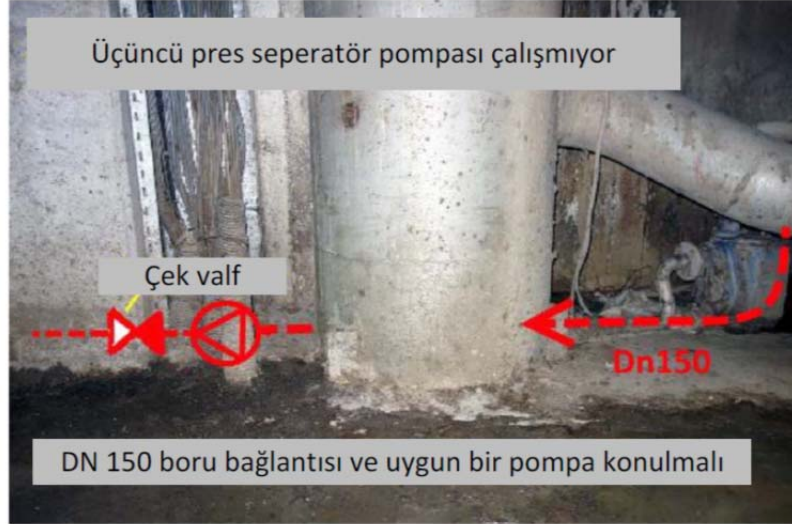 Üçüncü pres seperatör pompası çalışmıyor
Çek valf
Dn150
DN 150 boru bağlantısı ve uygun bir pompa konulmalı